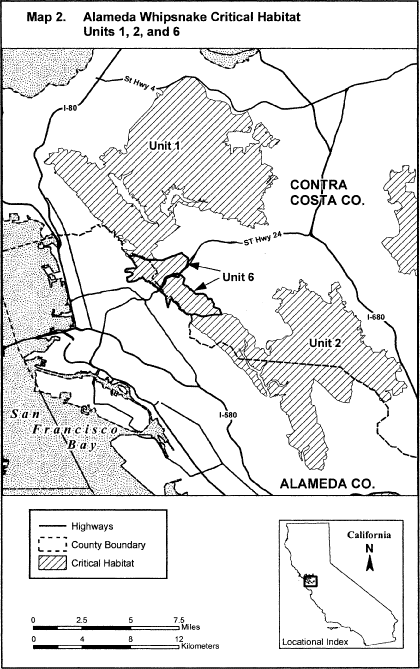 Map 2. Alameda Whipsnake Critical Habitat
Units 1, 2, and 6
St Hwy 4
I-80
Unit 1
CONTRA
COSTA CO.
ST Hwy 24
Unit 6
I-680
Unit 2
I-580
San
Francisco
Bay
ALAMEDA CO.
Highways
County Boundary
Critical Habitat
California
N
Locational Index
0 2.5 5 7.5
Miles
0 4 8 12
Kilometers